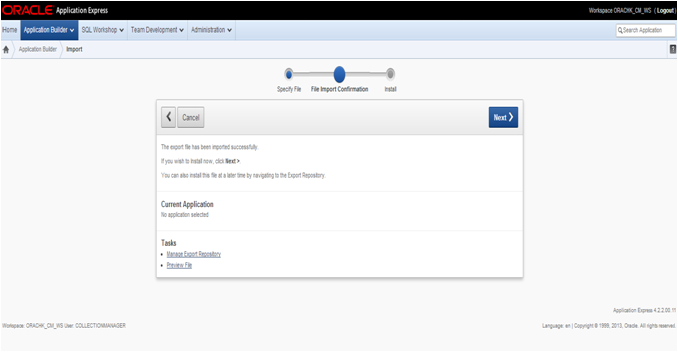 ORACLE Application Express
Workspace ORACHK_CM_WS (Logout)
Home Application Builder SQL Workshop Team Development Administration
Search Application
Application Builder Import
Specify File File Import Confirmation Install
Cancel
Next
The export file has been imported successfully.
If you wish to install now, click Next >.
You can also install this file at a later time by navigating to the Export Repository.
Current Application
No application selected
Tasks
Manage Export Repository
Preview File
Application Express 4.2.2.00.11
Workspace: ORACHK_CM_WS User: COLLECTIONMANAGER
Language: en | Copyright © 1999, 2013, Oracle. All rights reserved.